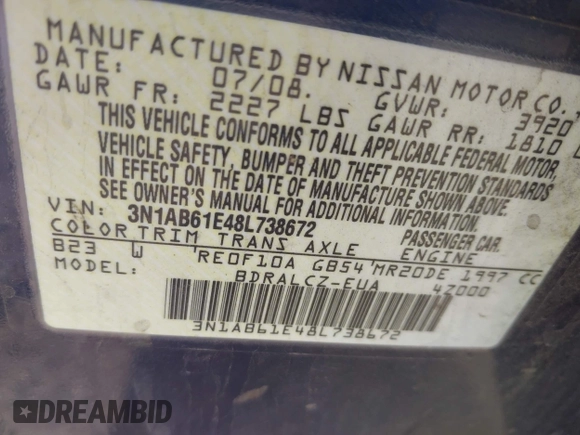 MANUFACTURED BY NISSAN MOTOR CO.,
DATE: 07/08. GVWR: 3920
GAWR FR: 2227 LBS GAWR RR: 1810
THIS VEHICLE CONFORMS TO ALL APPLICABLE FEDERAL MOTOR
VEHICLE SAFETY, BUMPER AND THEFT PREVENTION STANDARDS
IN EFFECT ON THE DATE OF MANUFACTURE SHOWN ABOVE.
SEE OWNER'S MANUAL FOR ADDITIONAL INFORMATION.
VIN: 3N1AB61E48L738672 PASSENGER CAR.
COLOR TRIM TRANS AXLE ENGINE
B23 W RE0F10A GB54 MR20DE 1997 CC
MODEL: BDRALCZ-EUA 4Z000
3N1AB61E48L738672
DREAMBID